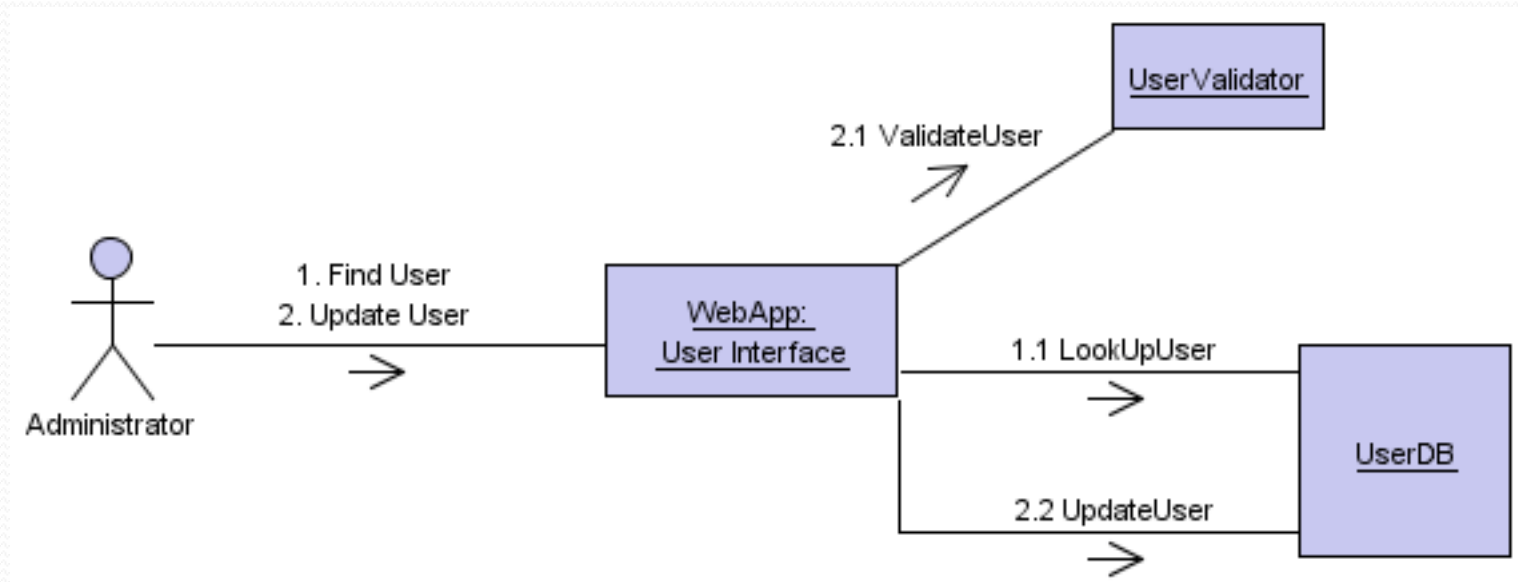 UserValidator
2.1 ValidateUser
1. Find User
2. Update User
WebApp:
User Interface
1.1 LookUpUser
Administrator
UserDB
2.2 UpdateUser